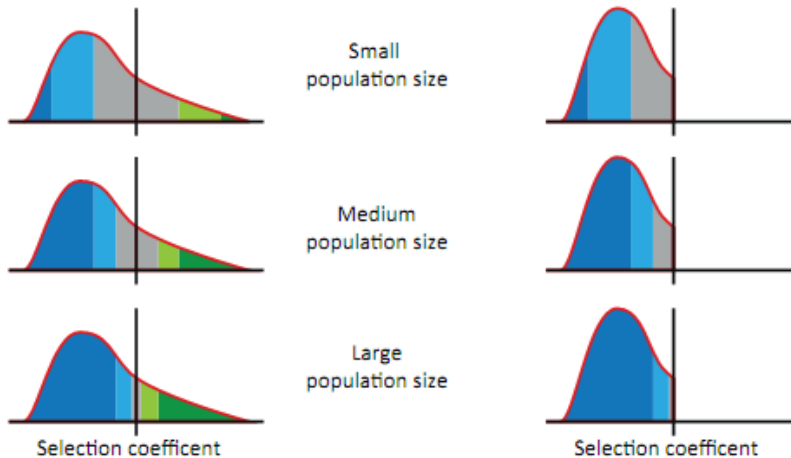 Small
population size
Medium
population size
Large
population size
Selection coefficent
Selection coefficent